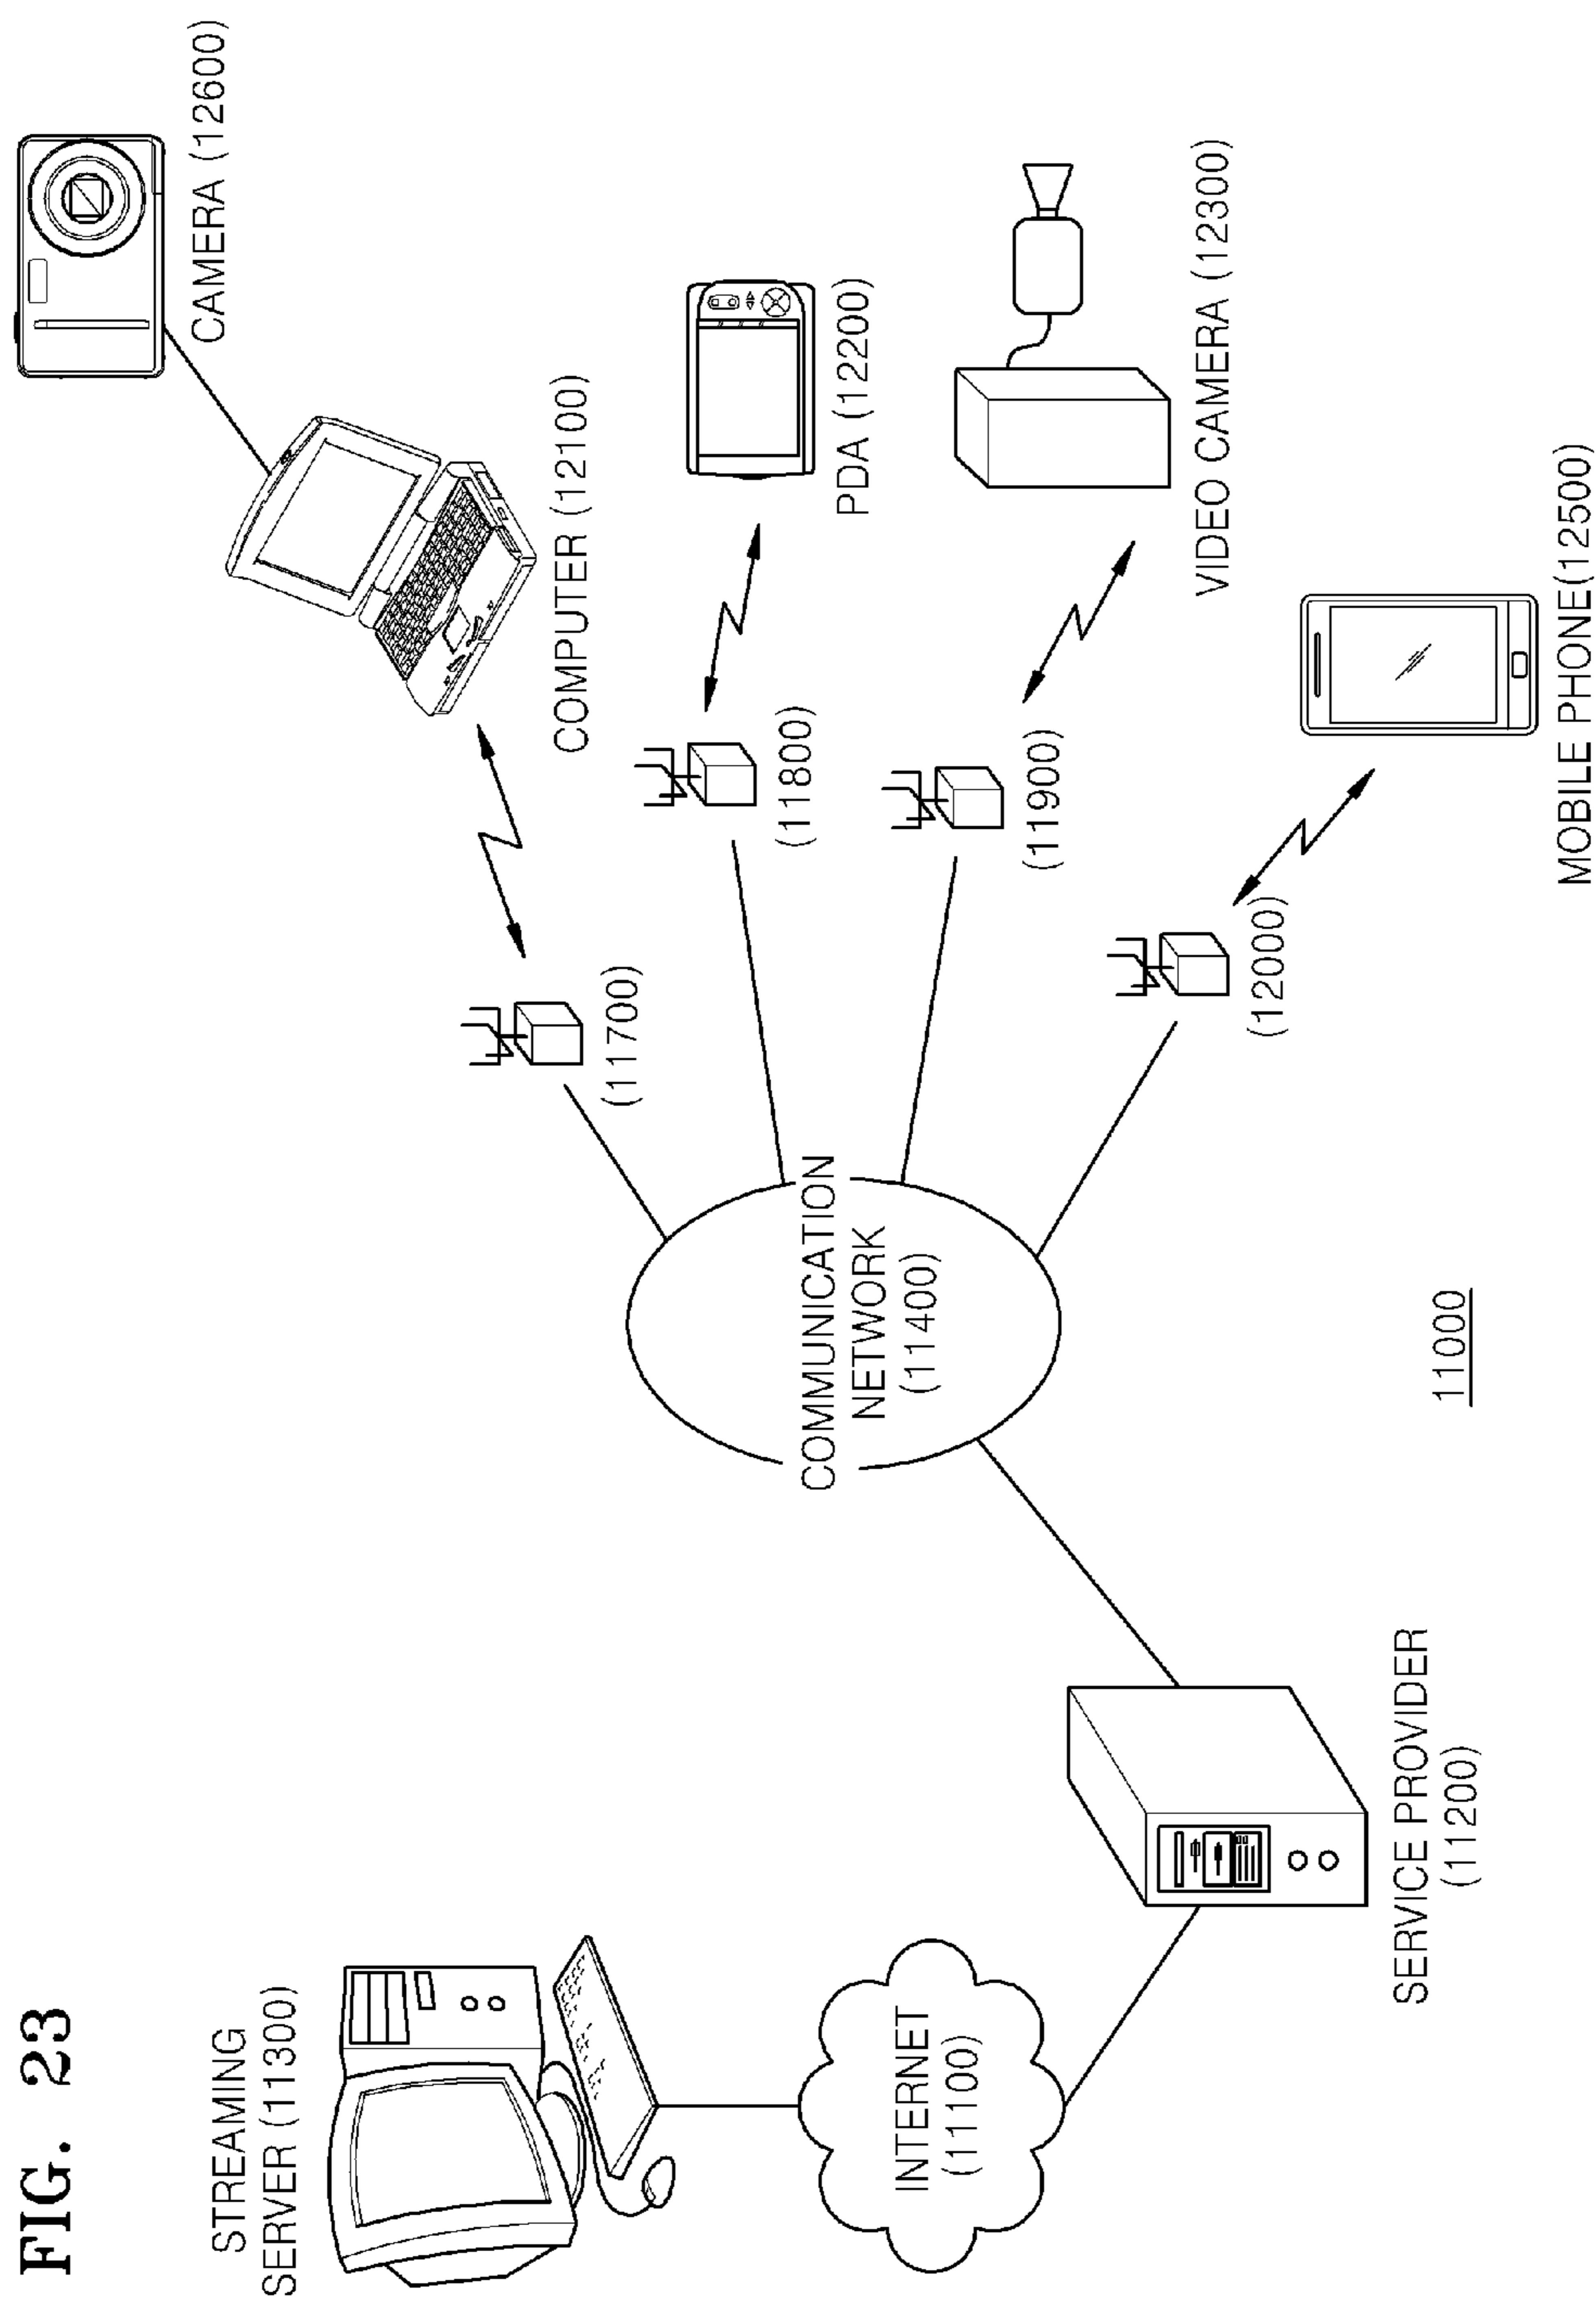 FIG. 23
STREAMING
SERVER (11300)
INTERNET
(11100)
SERVICE PROVIDER
(11200)
COMMUNICATION
NETWORK
(11400)
11000
(11700)
(11800)
(11900)
(12000)
CAMERA (12600)
COMPUTER (12100)
PDA (12200)
VIDEO CAMERA (12300)
MOBILE PHONE(12500)